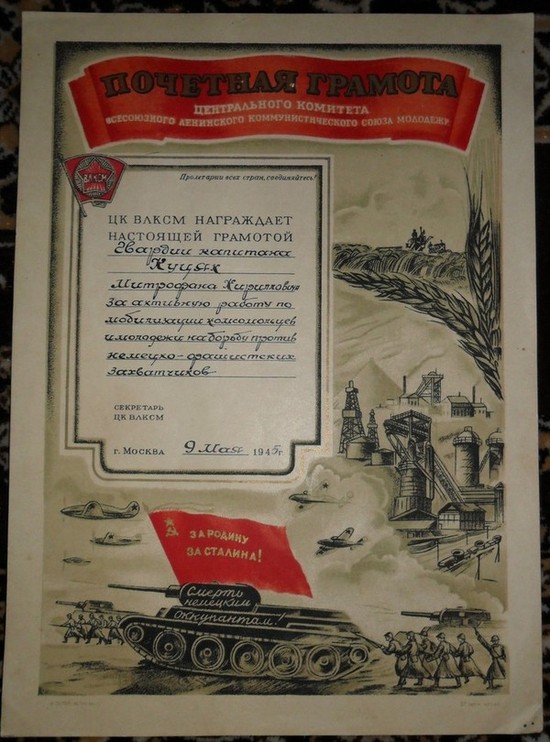 ПОЧЕТНАЯ ГРАМОТА
ЦЕНТРАЛЬНОГО КОМИТЕТА
ВСЕСОЮЗНОГО ЛЕНИНСКОГО КОММУНИСТИЧЕСКОГО СОЮЗА МОЛОДЕЖИ
ВЛКСМ
Пролетарии всех стран, соединяйтесь!
ЦК ВЛКСМ НАГРАЖДАЕТ
НАСТОЯЩЕЙ ГРАМОТОЙ
Гвардии капитана
Куцях
Митрофана Кирилловича
За активную работу по
мобилизации комсомольцев
и молодежи на борьбу против
немецко-фашистских
захватчиков
СЕКРЕТАРЬ
ЦК ВЛКСМ
г. МОСКВА 9 Мая 1945г.
ЗА РОДИНУ
ЗА СТАЛИНА!
Смерть
немецким
оккупантам!